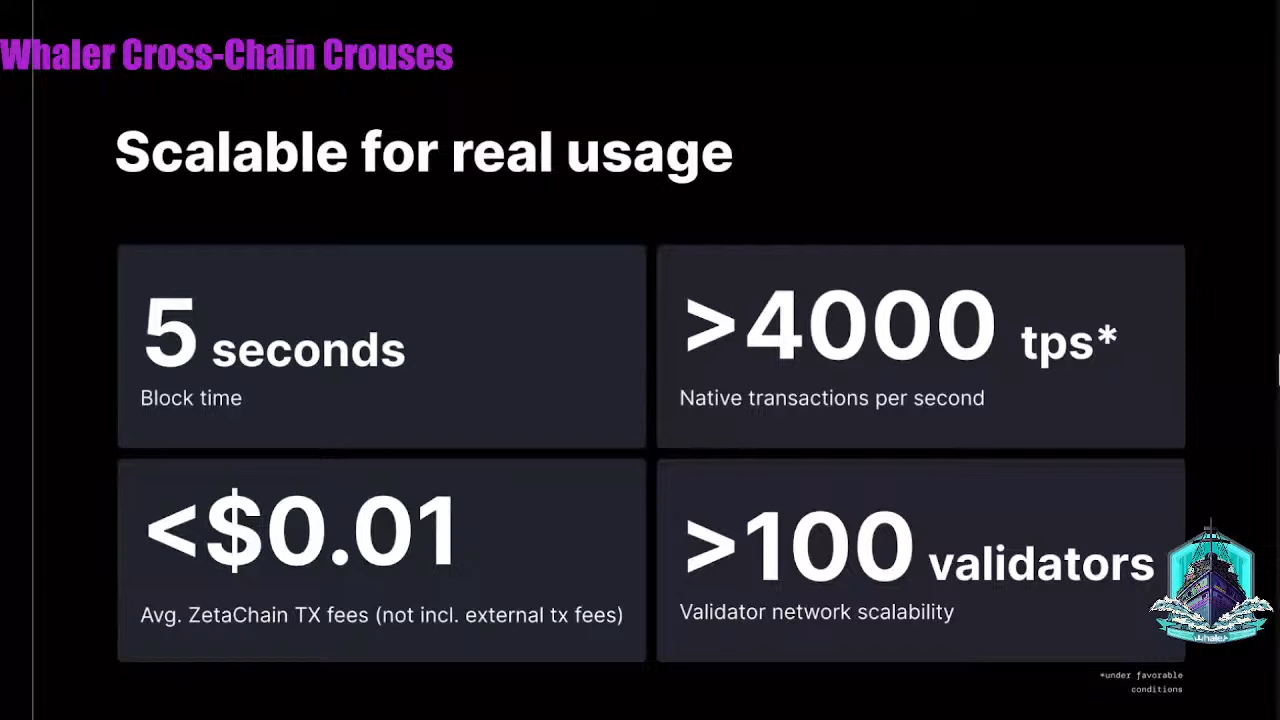 Whaler Cross-Chain Crouses
Scalable for real usage
5 seconds
Block time
>4000 tps*
Native transactions per second
<$0.01
Avg. ZetaChain TX fees (not incl. external tx fees)
>100 validators
Validator network scalability
whaler
*under favorable
conditions